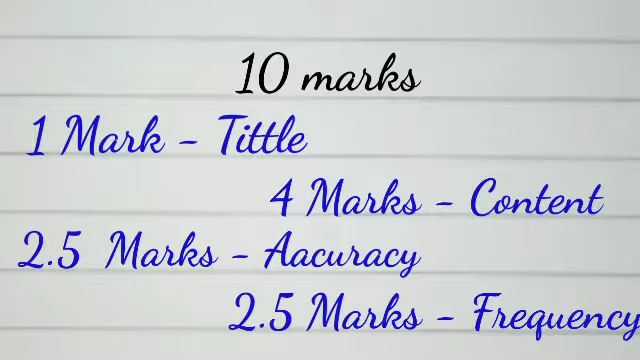 10 marks
1 Mark - Tittle
4 Marks - Content
2.5 Marks - Aacuracy
2.5 Marks - Frequency